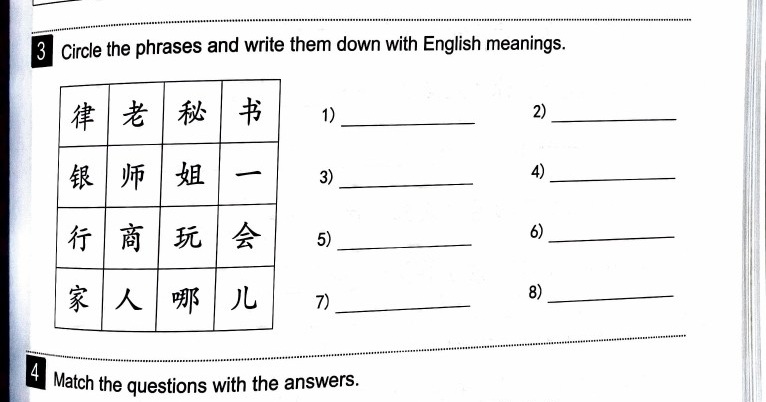 3 Circle the phrases and write them down with English meanings.
律 老 秘 书
银 师 姐 一
行 商 玩 会
家 人 哪 儿
1) 2)
3) 4)
5) 6)
7) 8)
4 Match the questions with the answers.